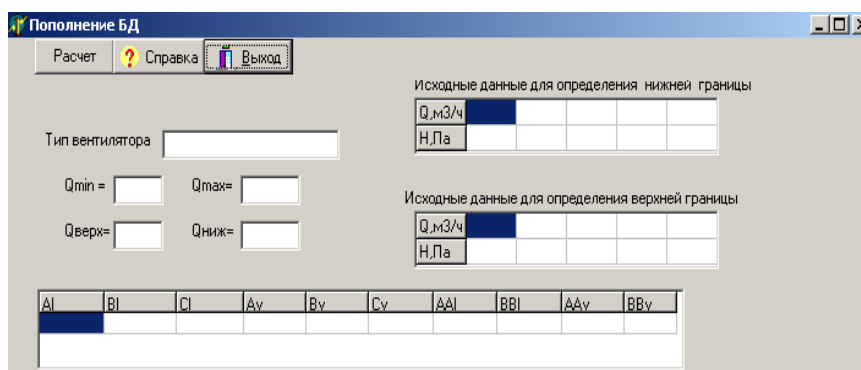 Пополнение БД
Расчет ? Справка Выход
Исходные данные для определения нижней границы
Q,м3/ч
Н,Па
Тип вентилятора
Qmin = Qmax=
Qверх= Qниж=
Исходные данные для определения верхней границы
Q,м3/ч
Н,Па
Al Bl Cl Av Bv Cv AAl BBl AAv BBv